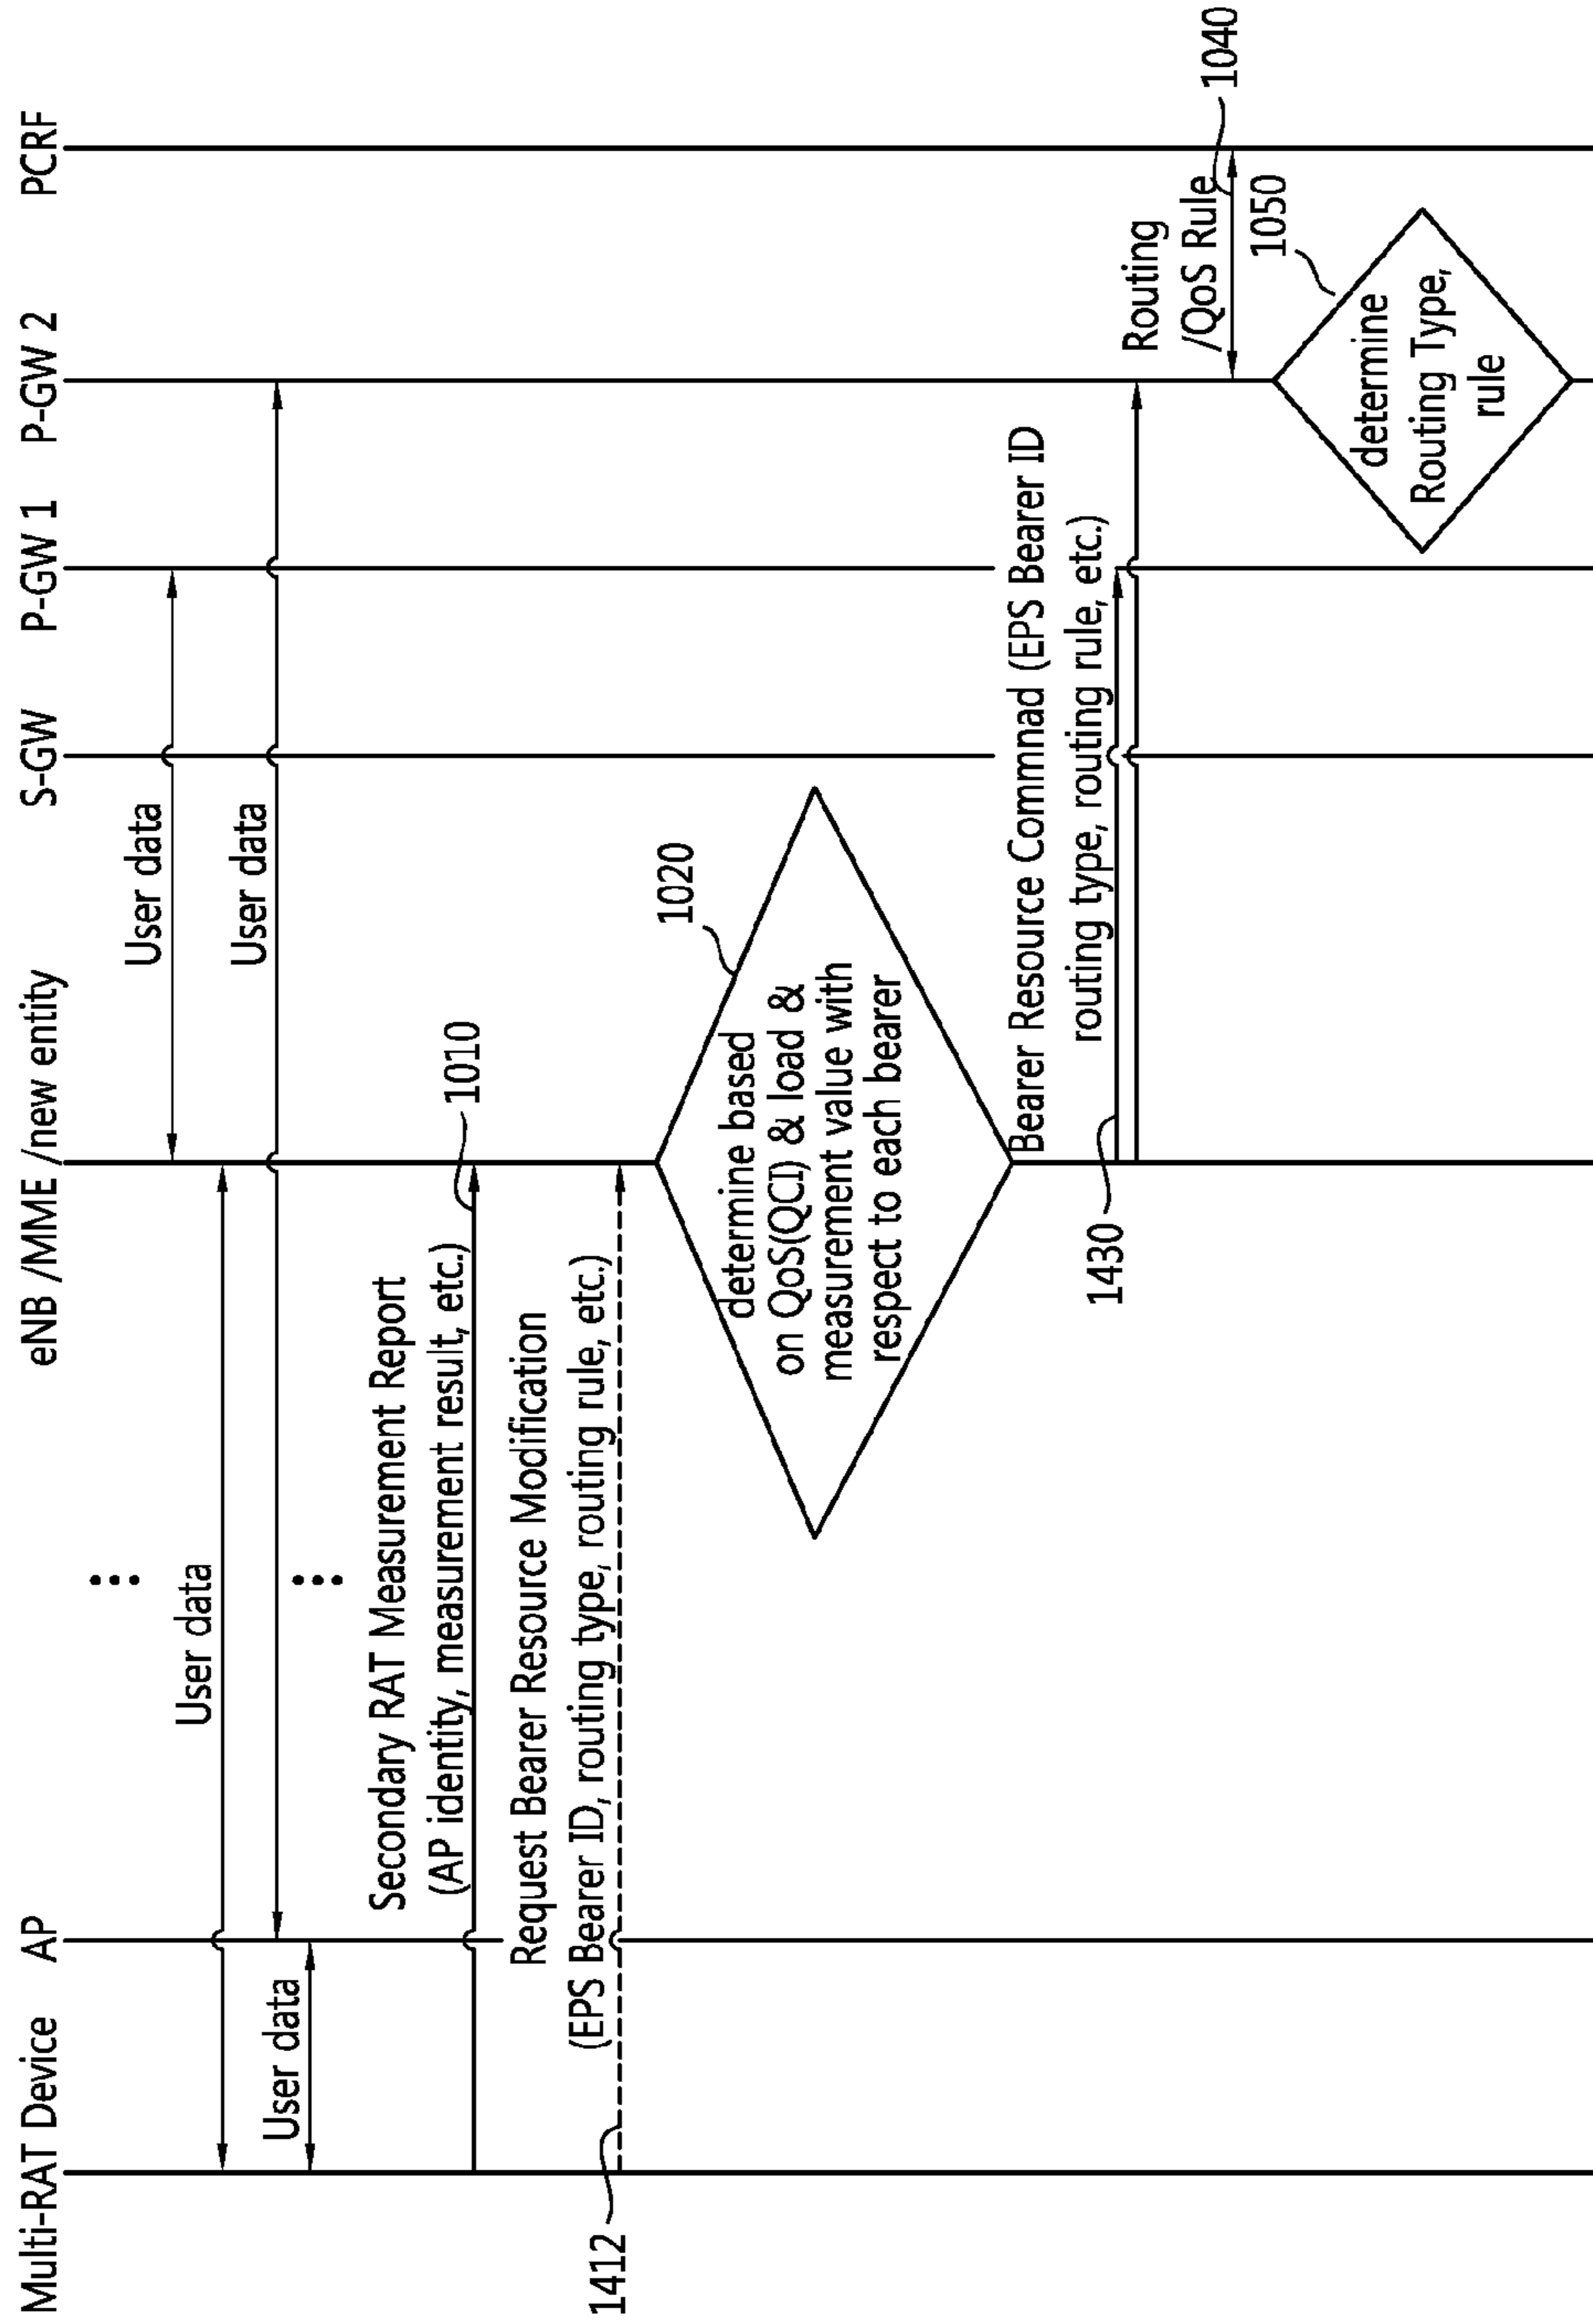 Multi-RAT Device
AP
eNB /MME /new entity
S-GW
P-GW 1
P-GW 2
PCRF
User data
User data
User data
User data
Secondary RAT Measurement Report
(AP identity, measurement result, etc.)
1010
Request Bearer Resource Modification
(EPS Bearer ID, routing type, routing rule, etc.)
1412
1020
determine based
on QoS(QCI) & load &
measurement value with
respect to each bearer
Bearer Resource Commnad (EPS Bearer ID
routing type, routing rule, etc.)
1430
Routing
/QoS Rule
1040
1050
determine
Routing Type,
rule